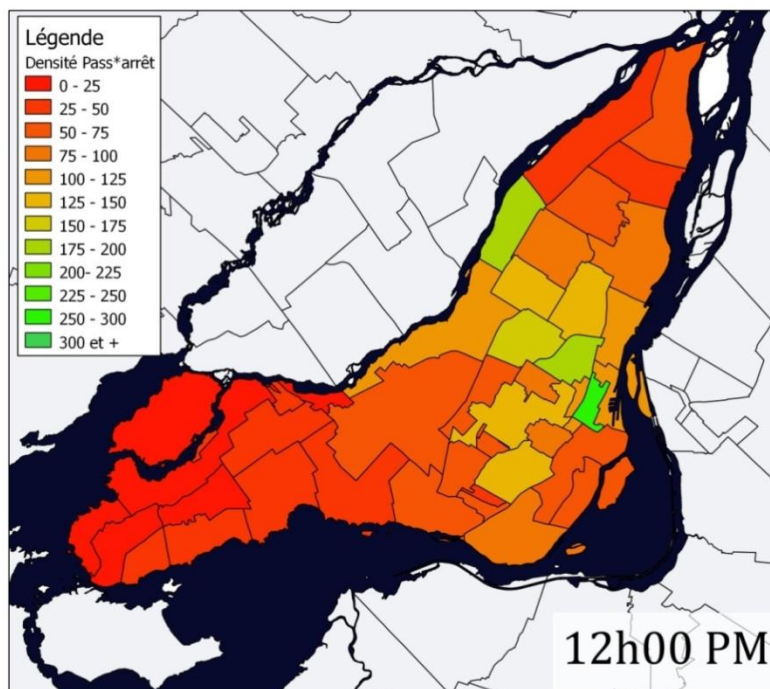 Légende
Densité Pass*arrêt
0 - 25
25 - 50
50 - 75
75 - 100
100 - 125
125 - 150
150 - 175
175 - 200
200- 225
225 - 250
250 - 300
300 et +
12h00 PM